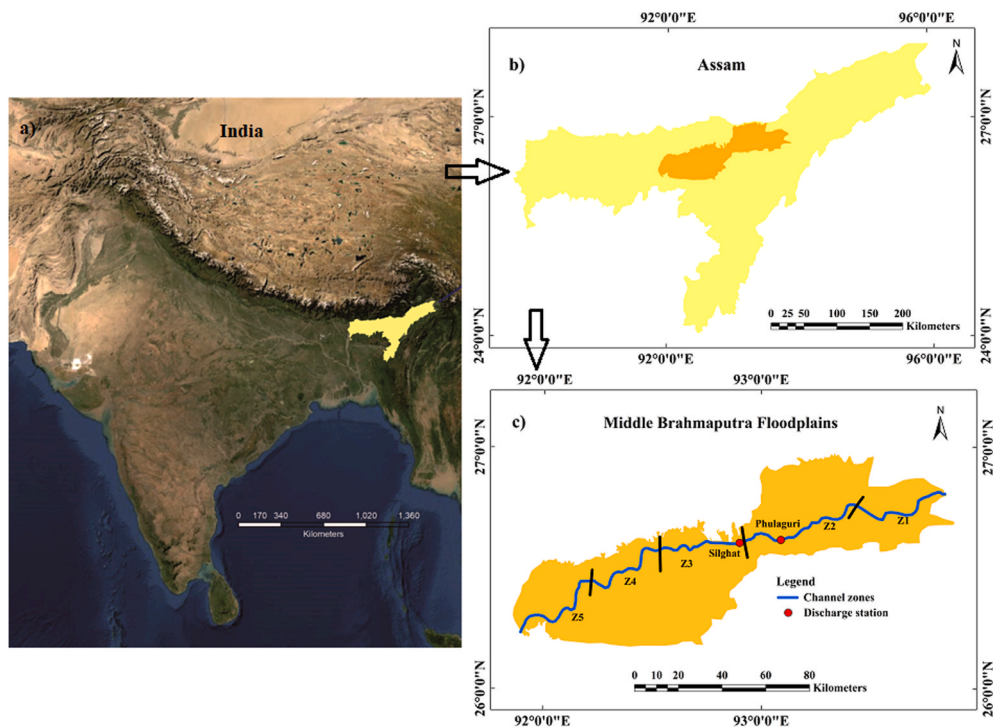 a)
India
0 170 340 680 1,020 1,360
Kilometers
92°0'0"E 96°0'0"E
b)
Assam
N
27°0'0"N
27°0'0"N
0 25 50 100 150 200
Kilometers
24°0'0"N
24°0'0"N
92°0'0"E 96°0'0"E
92°0'0"E 93°0'0"E
c)
Middle Brahmaputra Floodplains
N
27°0'0"N
27°0'0"N
Phulaguri
Z2
Z1
Silghat
Z3
Z4
Z5
Legend
Channel zones
Discharge station
0 10 20 40 60 80
Kilometers
26°0'0"N
26°0'0"N
92°0'0"E 93°0'0"E